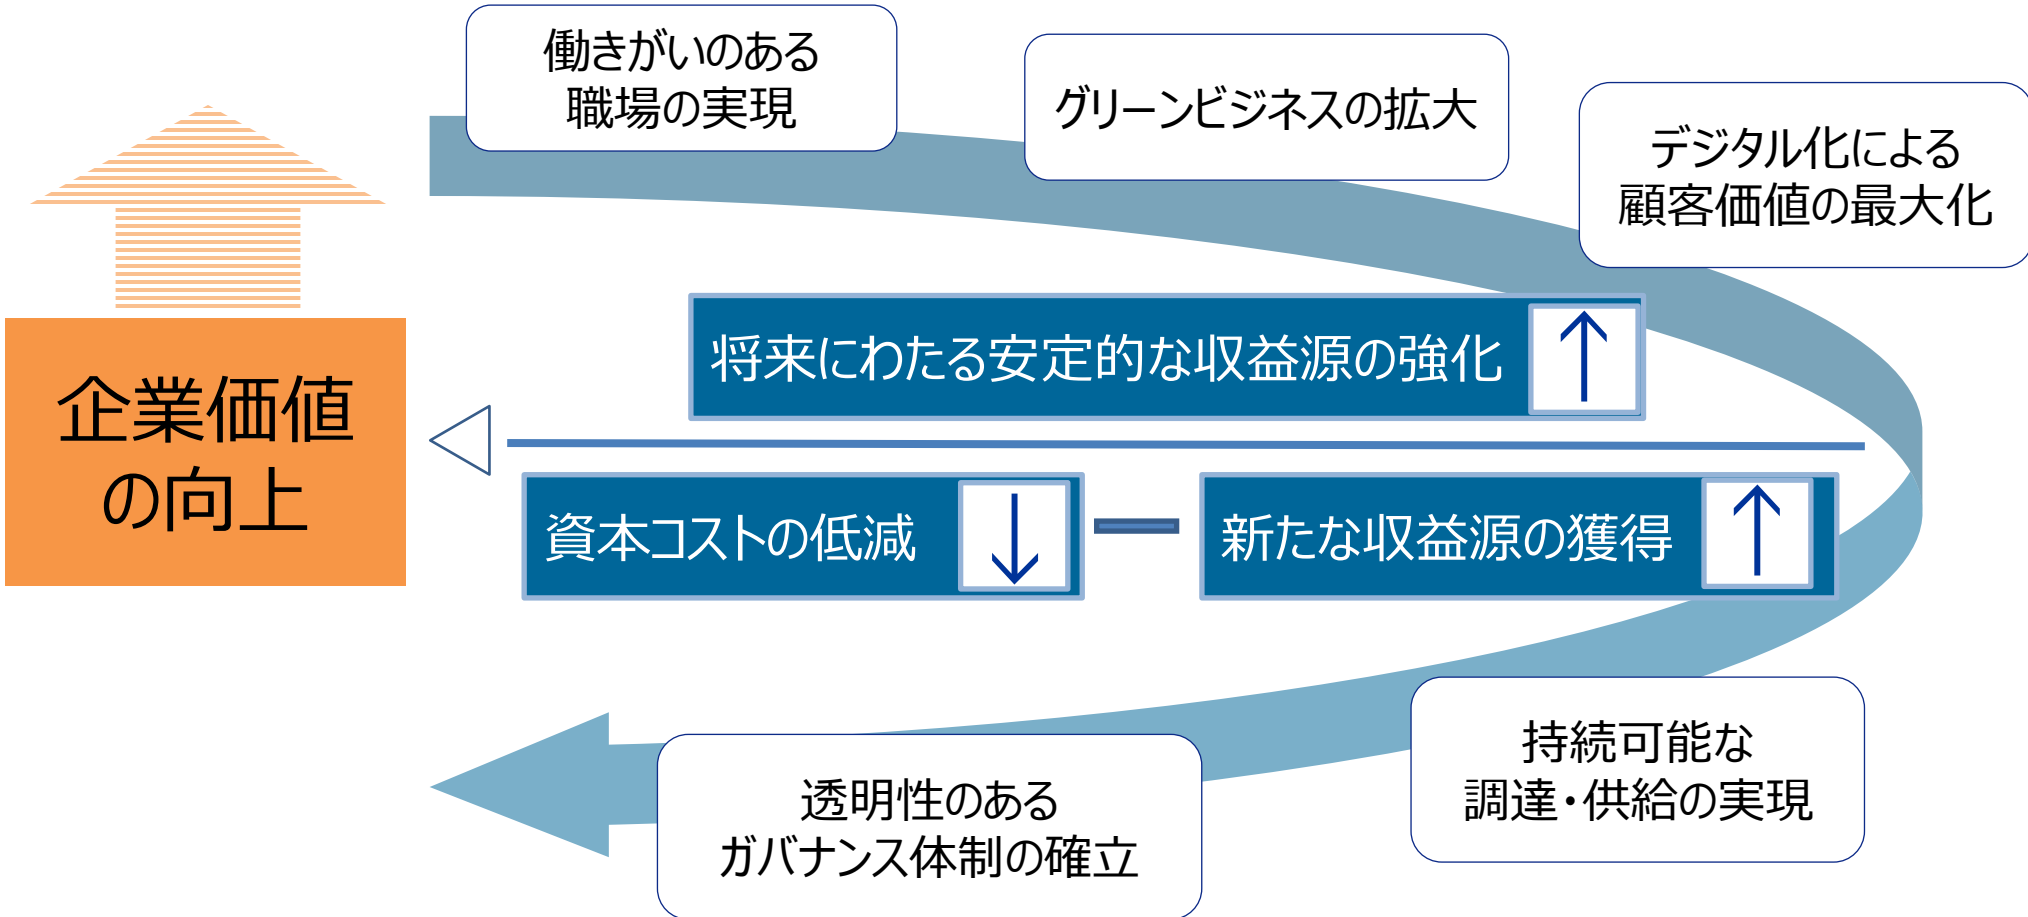 働きがいのある
職場の実現
グリーンビジネスの拡大
デジタル化による
顧客価値の最大化
将来にわたる安定的な収益源の強化 ↑
企業価値
の向上
資本コストの低減 ↓
新たな収益源の獲得 ↑
持続可能な
調達・供給の実現
透明性のある
ガバナンス体制の確立